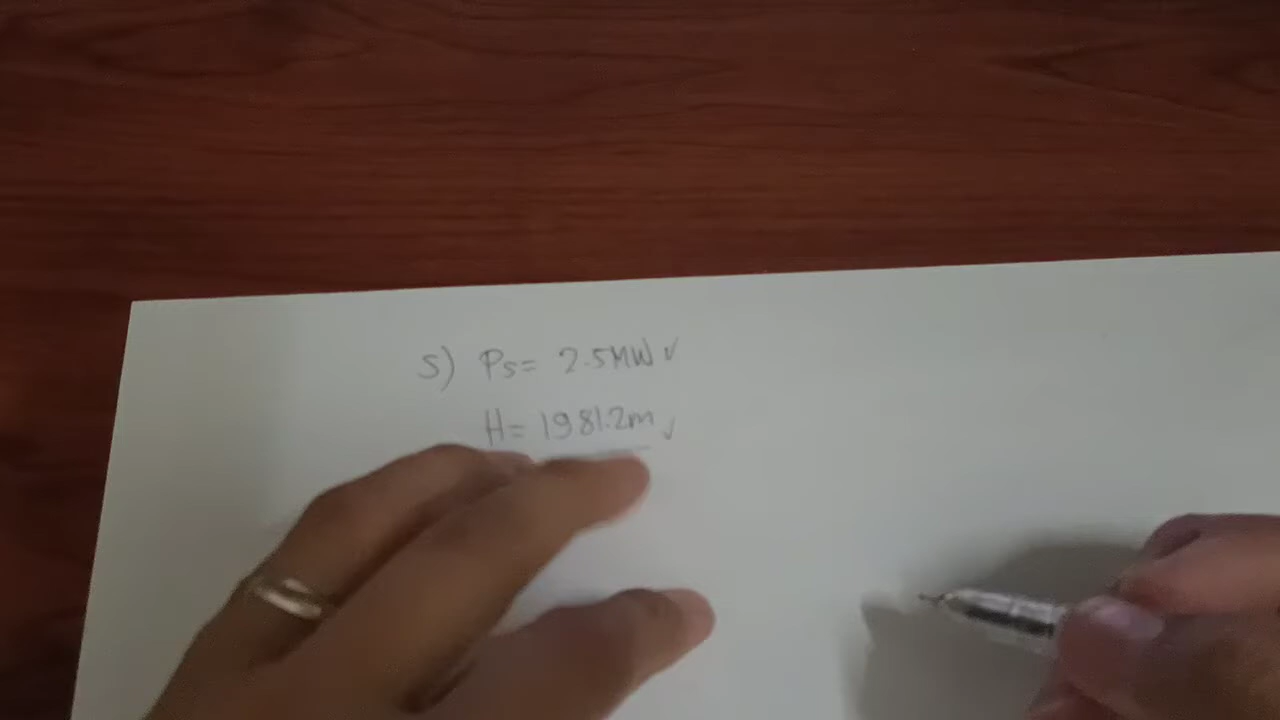 5) Ps= 2.5MW ✓
H= 1981.2m ✓